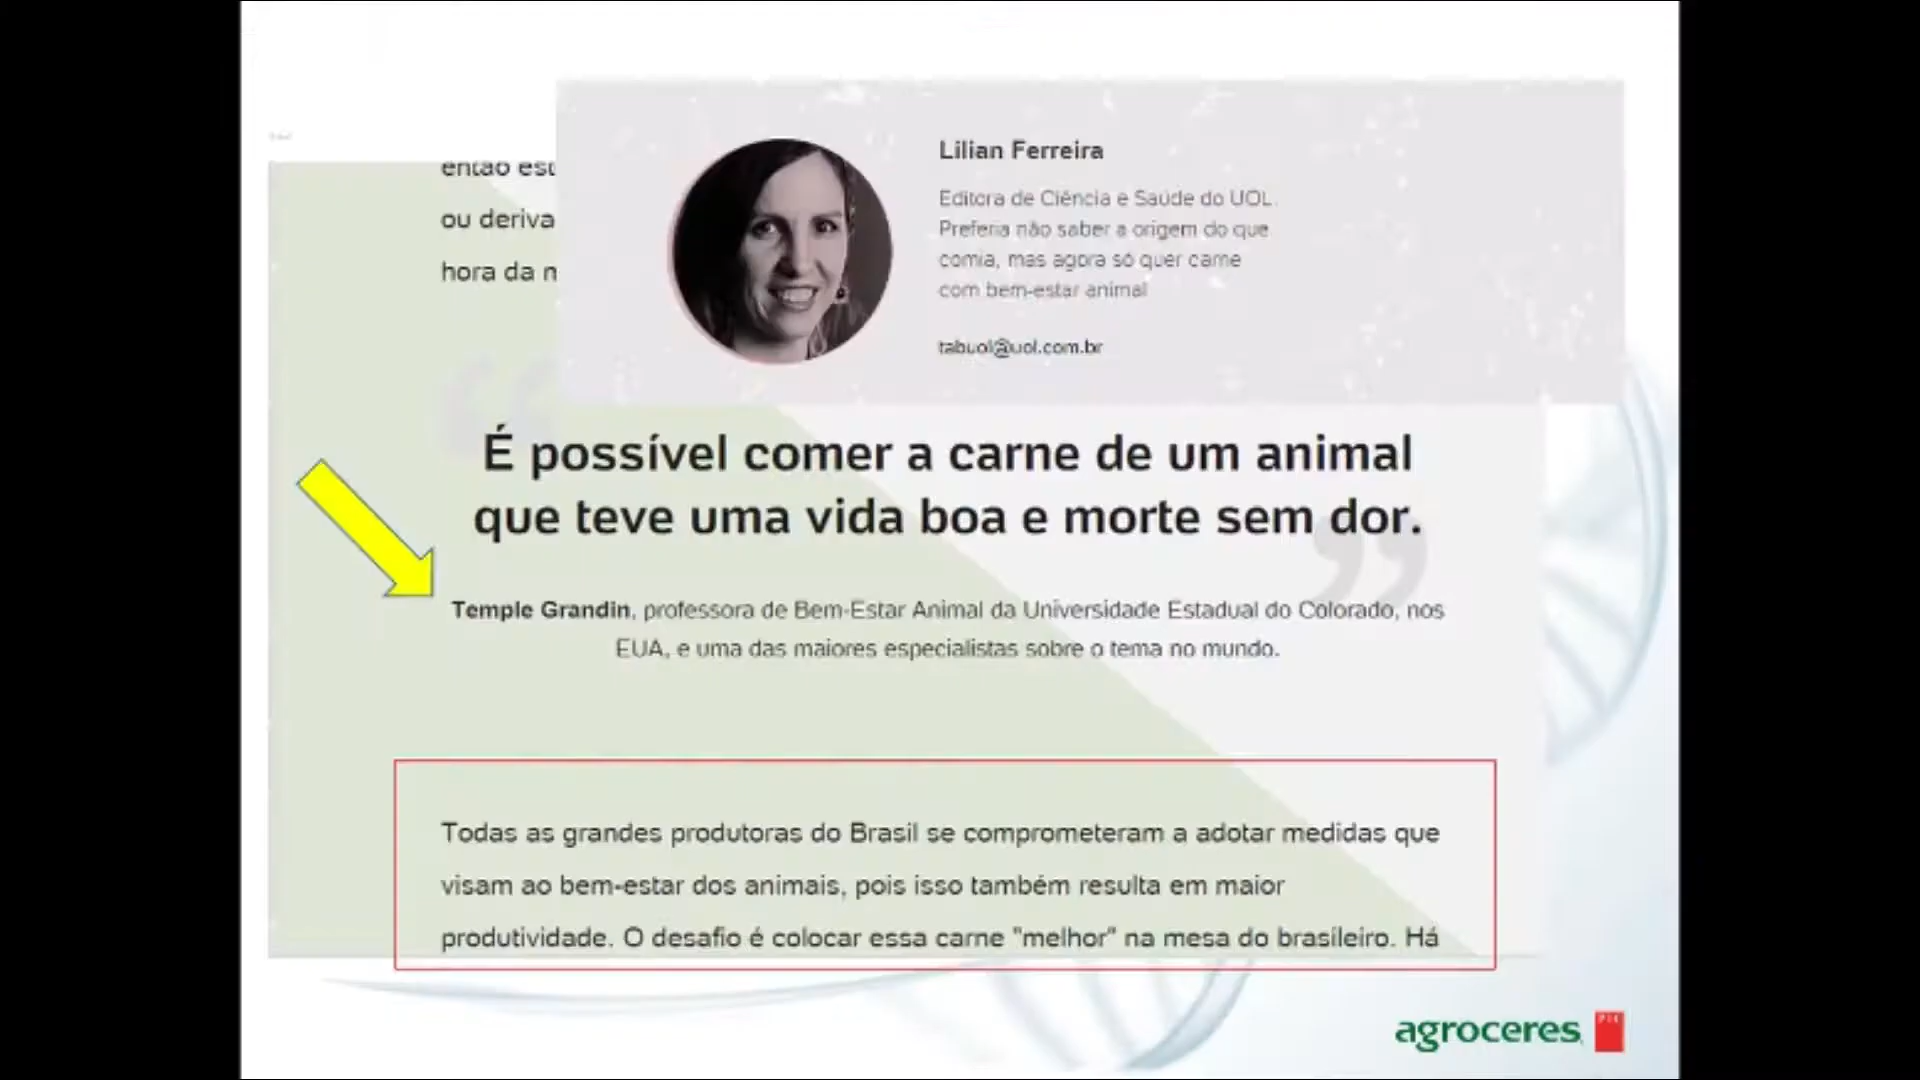 Lilian Ferreira
Editora de Ciência e Saúde do UOL.
Preferia não saber a origem do que
comia, mas agora só quer carne
com bem-estar animal
tabuol@uol.com.br
então est
ou deriva
hora da m
É possível comer a carne de um animal
que teve uma vida boa e morte sem dor.
Temple Grandin, professora de Bem-Estar Animal da Universidade Estadual do Colorado, nos
EUA, e uma das maiores especialistas sobre o tema no mundo.
Todas as grandes produtoras do Brasil se comprometeram a adotar medidas que
visam ao bem-estar dos animais, pois isso também resulta em maior
produtividade. O desafio é colocar essa carne "melhor" na mesa do brasileiro. Há
agroceres PIC